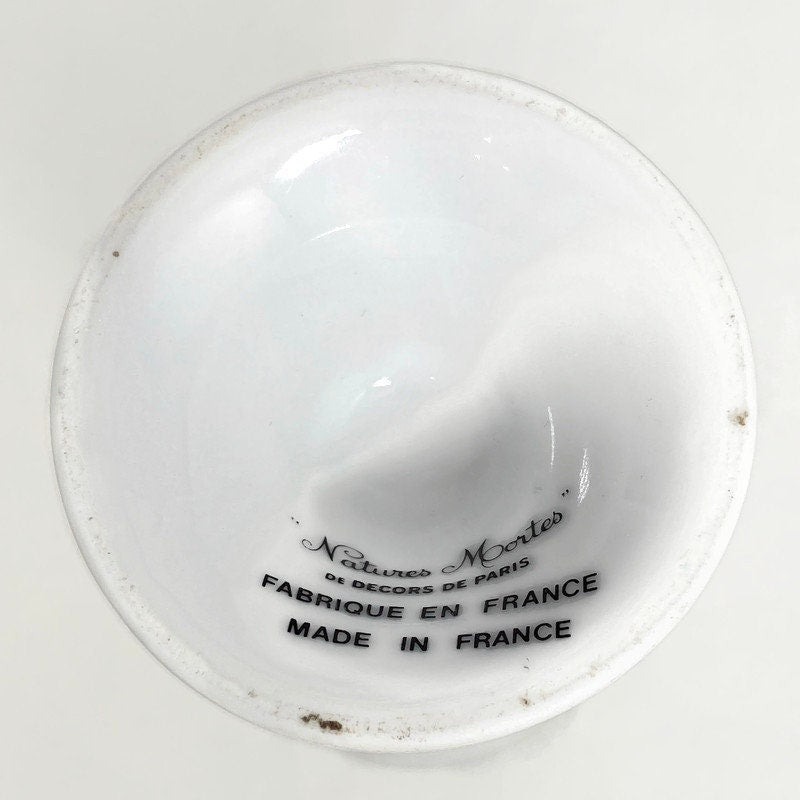 "Natures Mortes"
DE DECORS DE PARIS
FABRIQUE EN FRANCE
MADE IN FRANCE